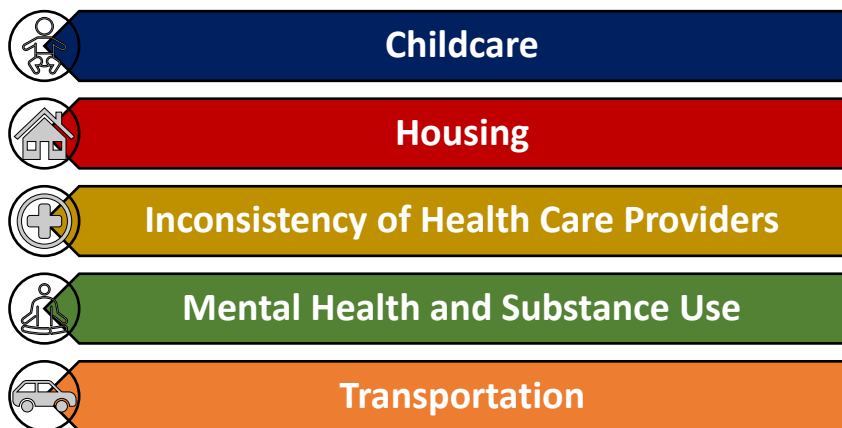 Childcare
Housing
Inconsistency of Health Care Providers
Mental Health and Substance Use
Transportation